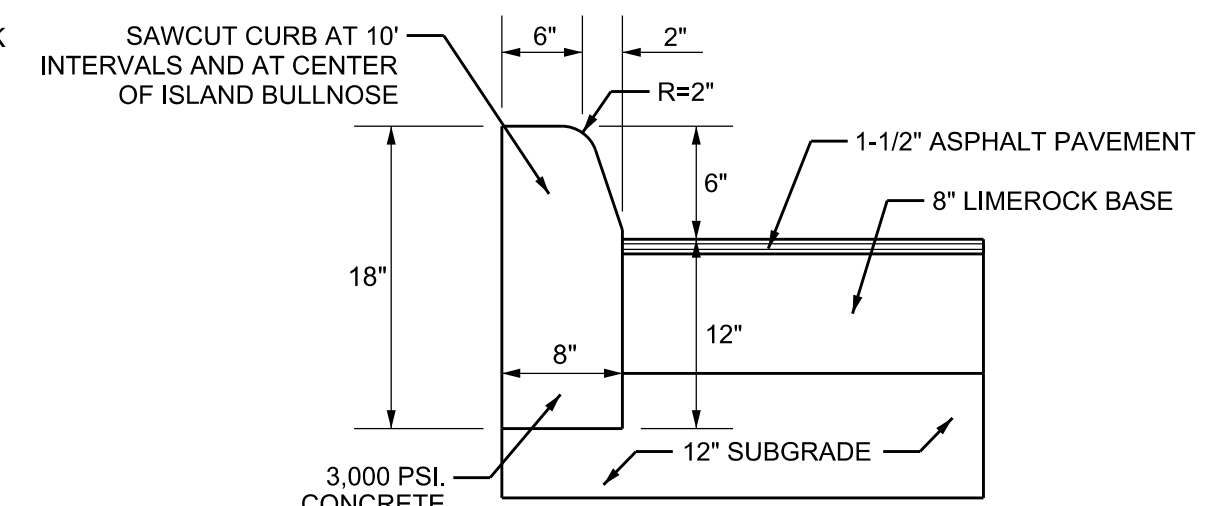 K
SAWCUT CURB AT 10'
INTERVALS AND AT CENTER
OF ISLAND BULLNOSE
6"
2"
R=2"
1-1/2" ASPHALT PAVEMENT
6"
8" LIMEROCK BASE
18"
12"
8"
12" SUBGRADE
3,000 PSI.
CONCRETE